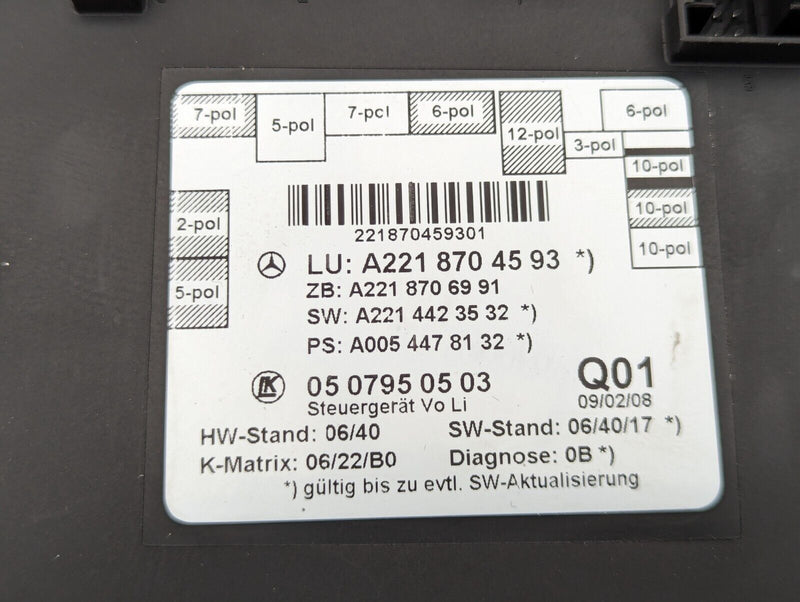 7-pol
5-pol
7-pol
6-pol
12-pol
6-pol
3-pol
10-pol
10-pol
10-pol
2-pol
5-pol
221870459301
LU: A221 870 45 93 *)
ZB: A221 870 69 91
SW: A221 442 35 32 *)
PS: A005 447 81 32 *)
LK 05 0795 05 03
Q01
Steuergerät Vo Li
09/02/08
HW-Stand: 06/40
SW-Stand: 06/40/17 *)
K-Matrix: 06/22/B0
Diagnose: 0B *)
*) gültig bis zu evtl. SW-Aktualisierung